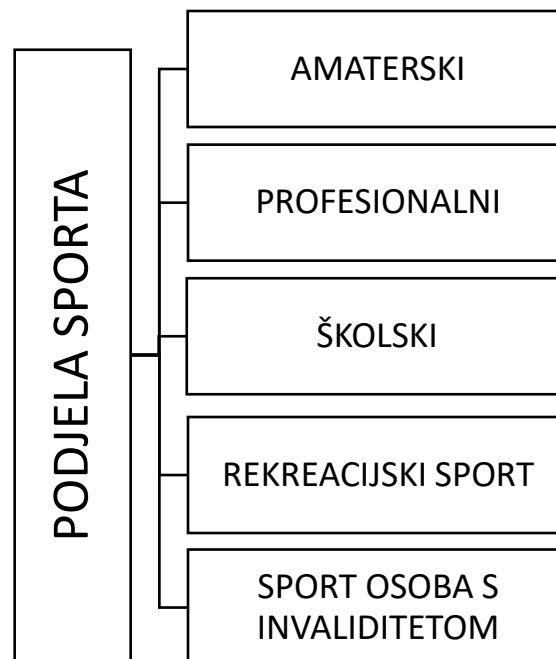 PODJELA SPORTA
AMATERSKI
PROFESIONALNI
ŠKOLSKI
REKREACIJSKI SPORT
SPORT OSOBA S
INVALIDITETOM